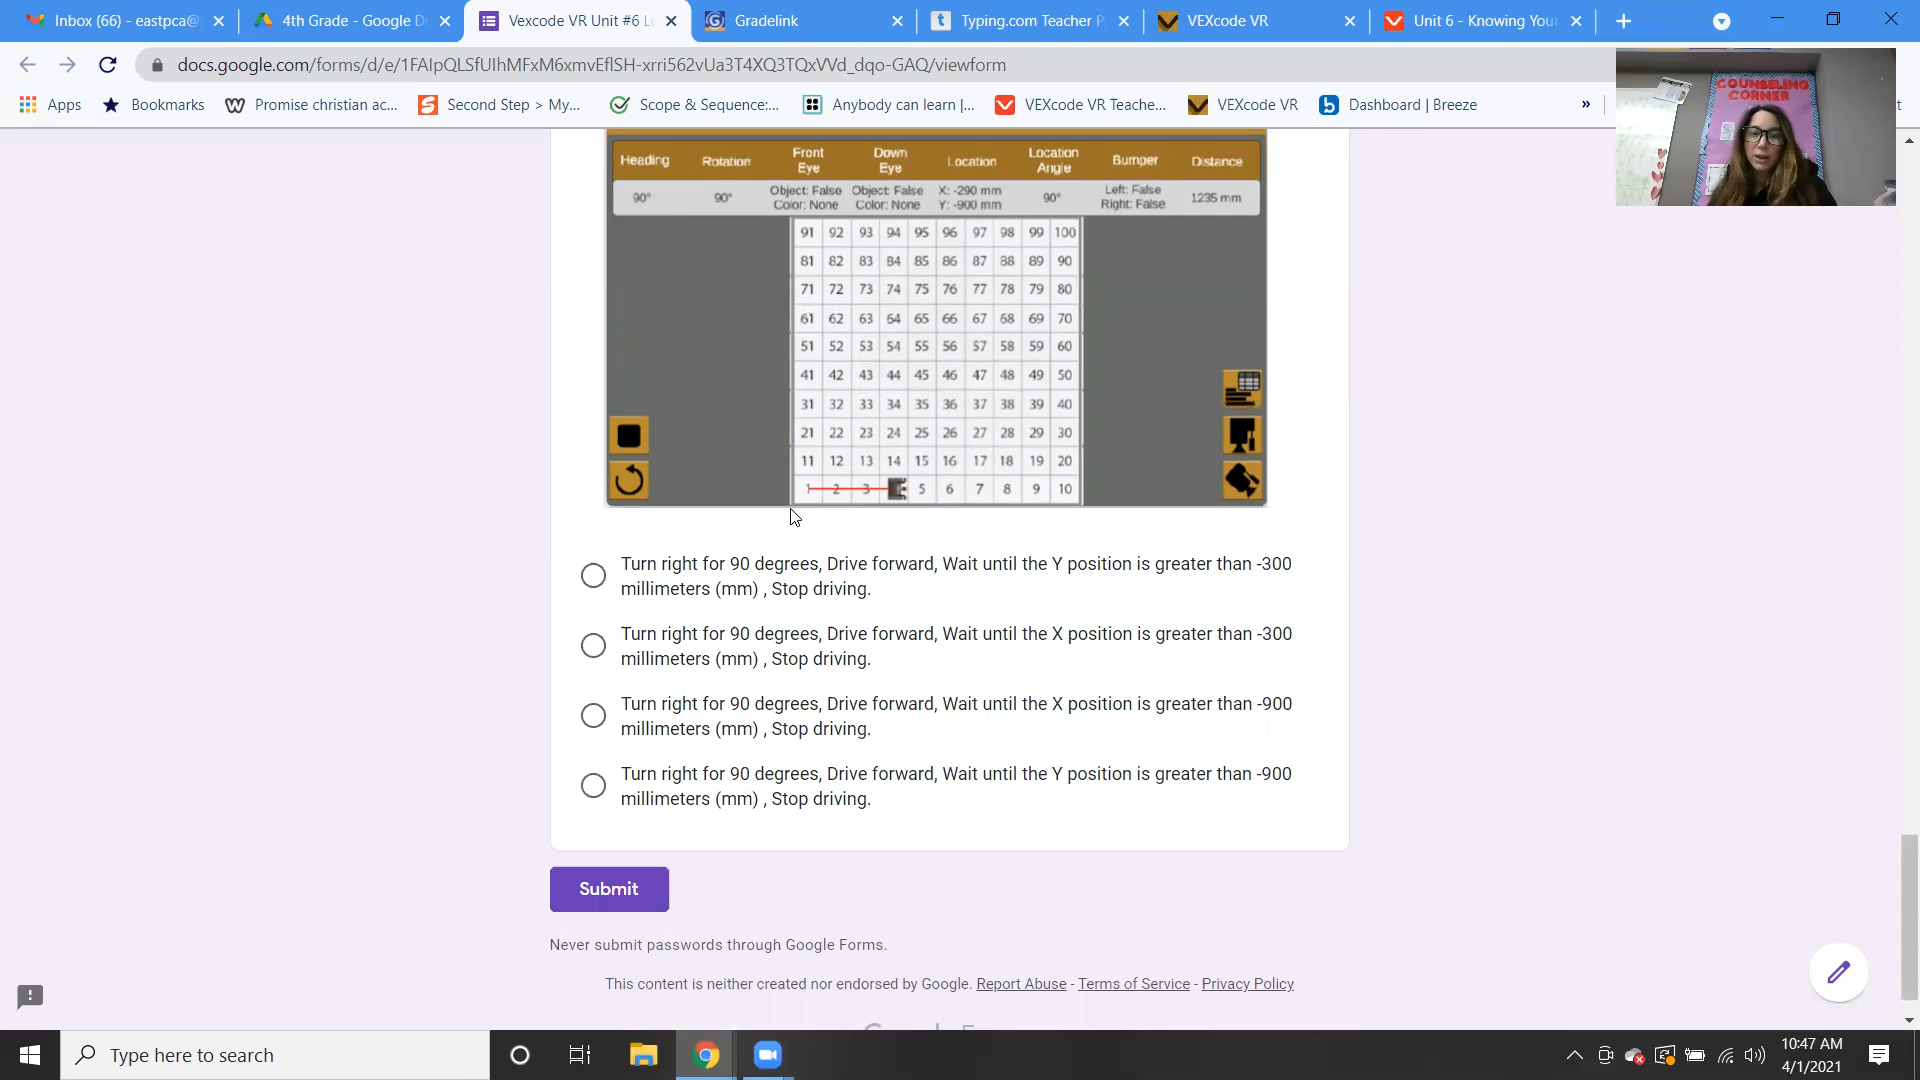 Inbox (66) - eastpca@
4th Grade - Google Dr
Vexcode VR Unit #6 Le
Gradelink
Typing.com Teacher P
VEXcode VR
Unit 6 - Knowing Your
docs.google.com/forms/d/e/1FAIpQLSfUIhMFxM6xmvEflSH-xrri562vUa3T4XQ3TQxVVd_dqo-GAQ/viewform
Apps
Bookmarks
Promise christian ac...
Second Step > My...
Scope & Sequence:...
Anybody can learn |...
VEXcode VR Teache...
VEXcode VR
Dashboard | Breeze
»
COUNSELING
CORNER
Heading Rotation Front Eye Down Eye Location Location Angle Bumper Distance
90° 90° Object: False Object: False X: -290 mm 90° Left: False 1235 mm
Color: None Color: None Y: -900 mm Right: False
91 92 93 94 95 96 97 98 99 100
81 82 83 84 85 86 87 88 89 90
71 72 73 74 75 76 77 78 79 80
61 62 63 64 65 66 67 68 69 70
51 52 53 54 55 56 57 58 59 60
41 42 43 44 45 46 47 48 49 50
31 32 33 34 35 36 37 38 39 40
21 22 23 24 25 26 27 28 29 30
11 12 13 14 15 16 17 18 19 20
1 2 3 5 6 7 8 9 10
Turn right for 90 degrees, Drive forward, Wait until the Y position is greater than -300
millimeters (mm) , Stop driving.
Turn right for 90 degrees, Drive forward, Wait until the X position is greater than -300
millimeters (mm) , Stop driving.
Turn right for 90 degrees, Drive forward, Wait until the X position is greater than -900
millimeters (mm) , Stop driving.
Turn right for 90 degrees, Drive forward, Wait until the Y position is greater than -900
millimeters (mm) , Stop driving.
Submit
Never submit passwords through Google Forms.
This content is neither created nor endorsed by Google. Report Abuse - Terms of Service - Privacy Policy
Type here to search
10:47 AM
4/1/2021